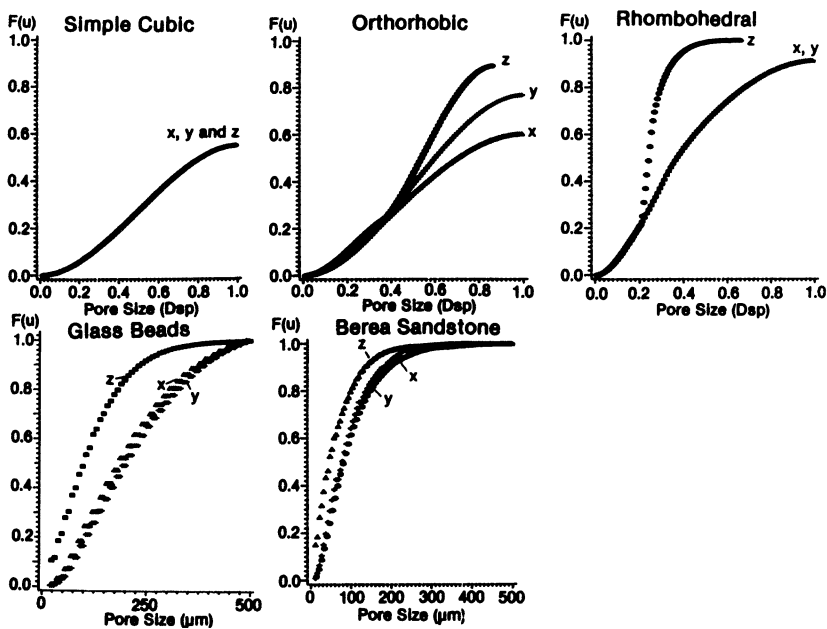 F(u) Simple Cubic
1.0
0.8
0.6
0.4
0.2
0.0
x, y and z
0.0 0.2 0.4 0.6 0.8 1.0
Pore Size (Dsp)
F(u) Orthorhobic
1.0
0.8
0.6
0.4
0.2
0.0
z
y
x
0.0 0.2 0.4 0.6 0.8 1.0
Pore Size (Dsp)
F(u) Rhombohedral
1.0
0.8
0.6
0.4
0.2
0.0
z
x, y
0.0 0.2 0.4 0.6 0.8 1.0
Pore Size (Dsp)
F(u)
Glass Beads
1.0
0.8
0.6
0.4
0.2
0.0
z
x
y
0 250 500
Pore Size (µm)
F(u) Berea Sandstone
1.0
0.8
0.6
0.4
0.2
0.0
z
x
y
0 100 200 300 400 500
Pore Size (µm)